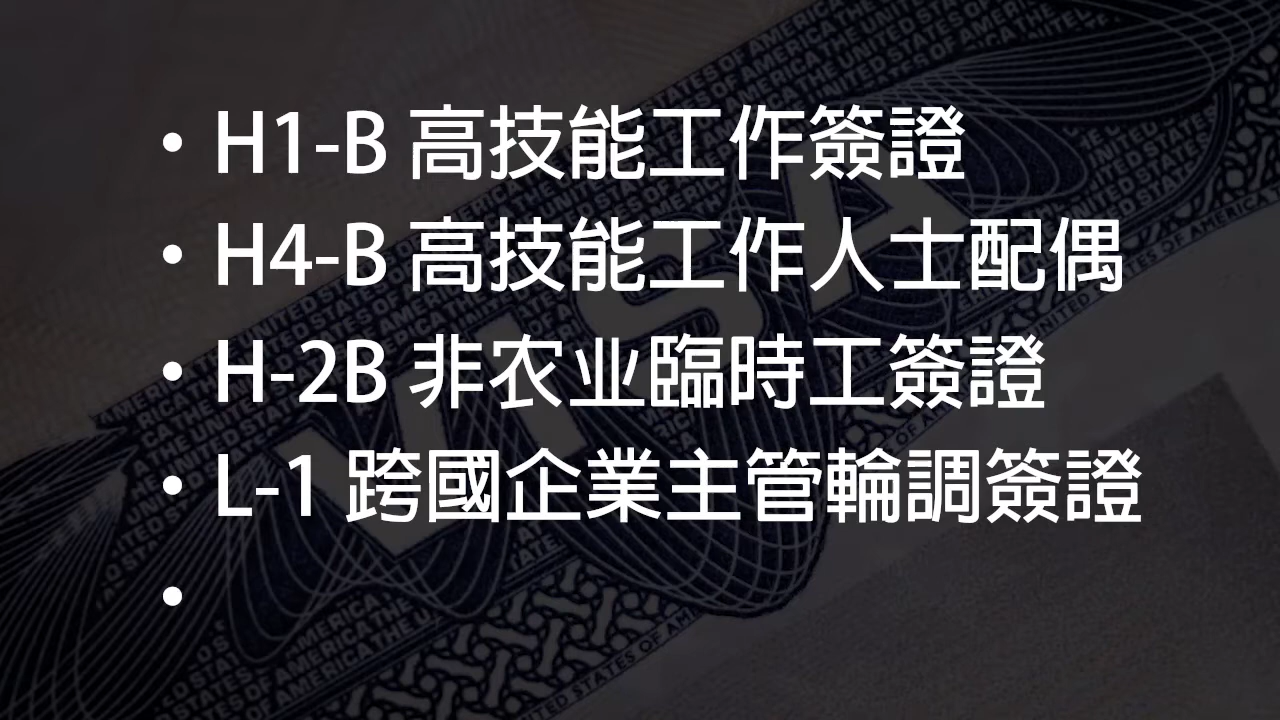 • H1-B 高技能工作簽證
• H4-B 高技能工作人士配偶
• H-2B 非农业臨時工簽證
• L-1 跨國企業主管輪調簽證
•
VISA